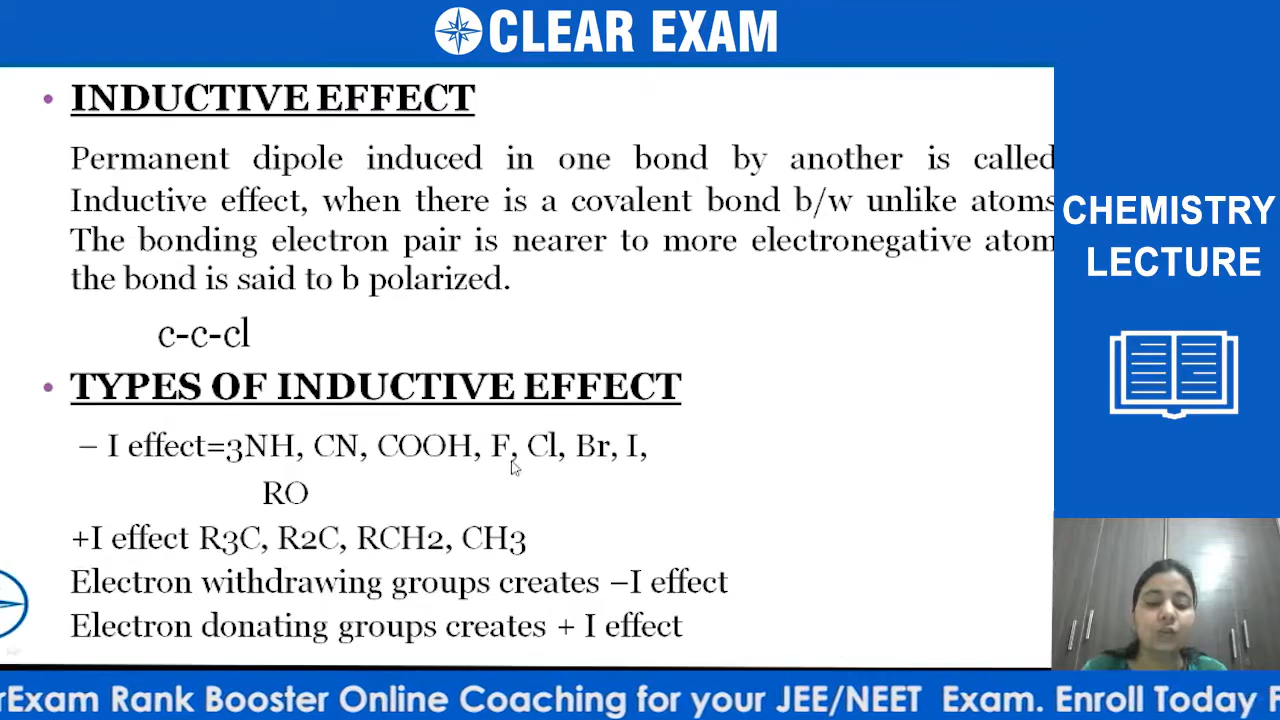 CLEAR EXAM
• INDUCTIVE EFFECT
Permanent dipole induced in one bond by another is called
Inductive effect, when there is a covalent bond b/w unlike atoms
The bonding electron pair is nearer to more electronegative atom
the bond is said to b polarized.
c-c-cl
• TYPES OF INDUCTIVE EFFECT
– I effect=3NH, CN, COOH, F, Cl, Br, I,
RO
+I effect R3C, R2C, RCH2, CH3
Electron withdrawing groups creates –I effect
Electron donating groups creates + I effect
CHEMISTRY
LECTURE
rExam Rank Booster Online Coaching for your JEE/NEET Exam. Enroll Today F